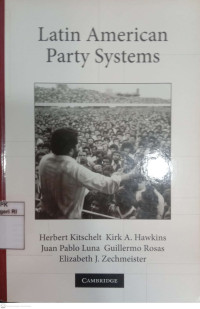 Latin American
Party Systems
Herbert Kitschelt Kirk A. Hawkins
Juan Pablo Luna Guillermo Rosas
Elizabeth J. Zechmeister
CAMBRIDGE